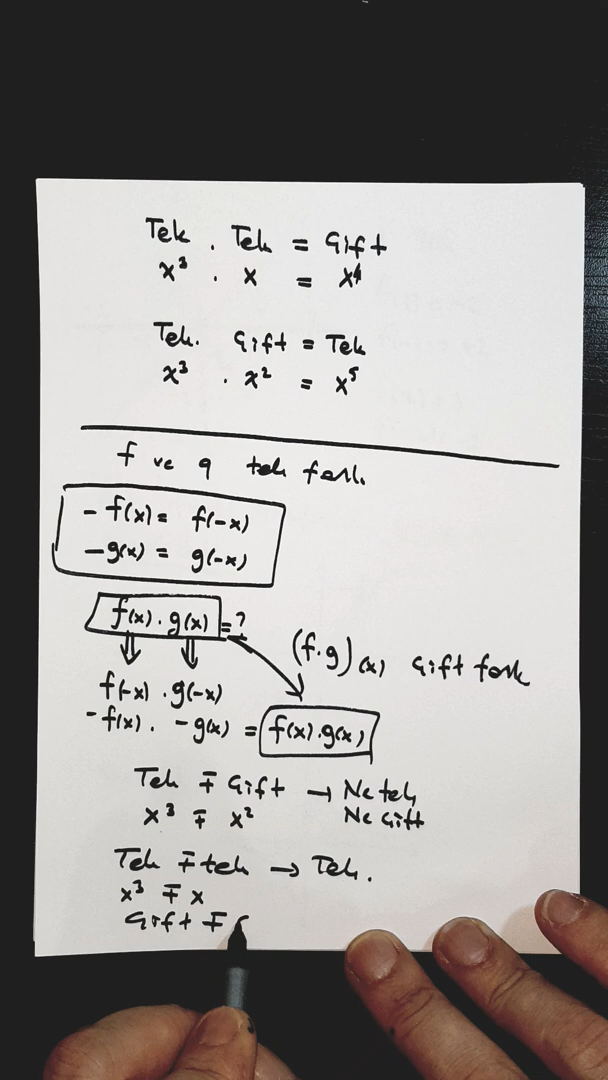 Tek . Tek = Çift
x³ . x = x⁴
Tek. Çift = Tek
x³ . x² = x⁵
f ve g tek fonk.
- f(x) = f(-x)
- g(x) = g(-x)
f(x) . g(x) = ?
(f.g)(x) Çift fonk
f(-x) . g(-x)
- f(x) . - g(x) = f(x).g(x)
Tek ∓ Çift → Ne tek
x³ ∓ x² Ne Çift
Tek ∓ tek → Tek.
x³ ∓ x
Çift ∓